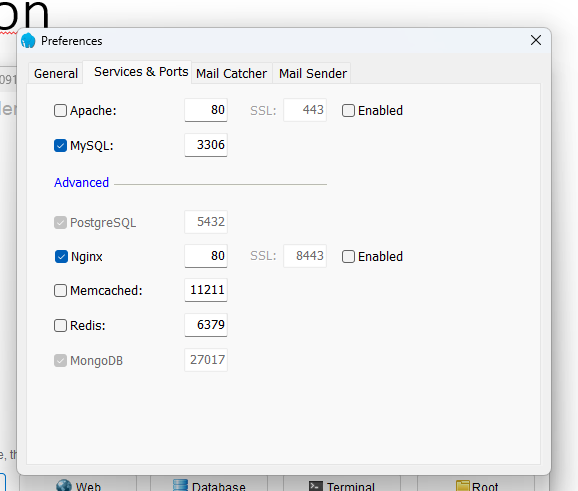 on
Preferences
General Services & Ports Mail Catcher Mail Sender
091
Apache: 80 SSL: 443 Enabled
MySQL: 3306
Advanced
PostgreSQL 5432
Nginx 80 SSL: 8443 Enabled
Memcached: 11211
Redis: 6379
MongoDB 27017
Web Database Terminal Root